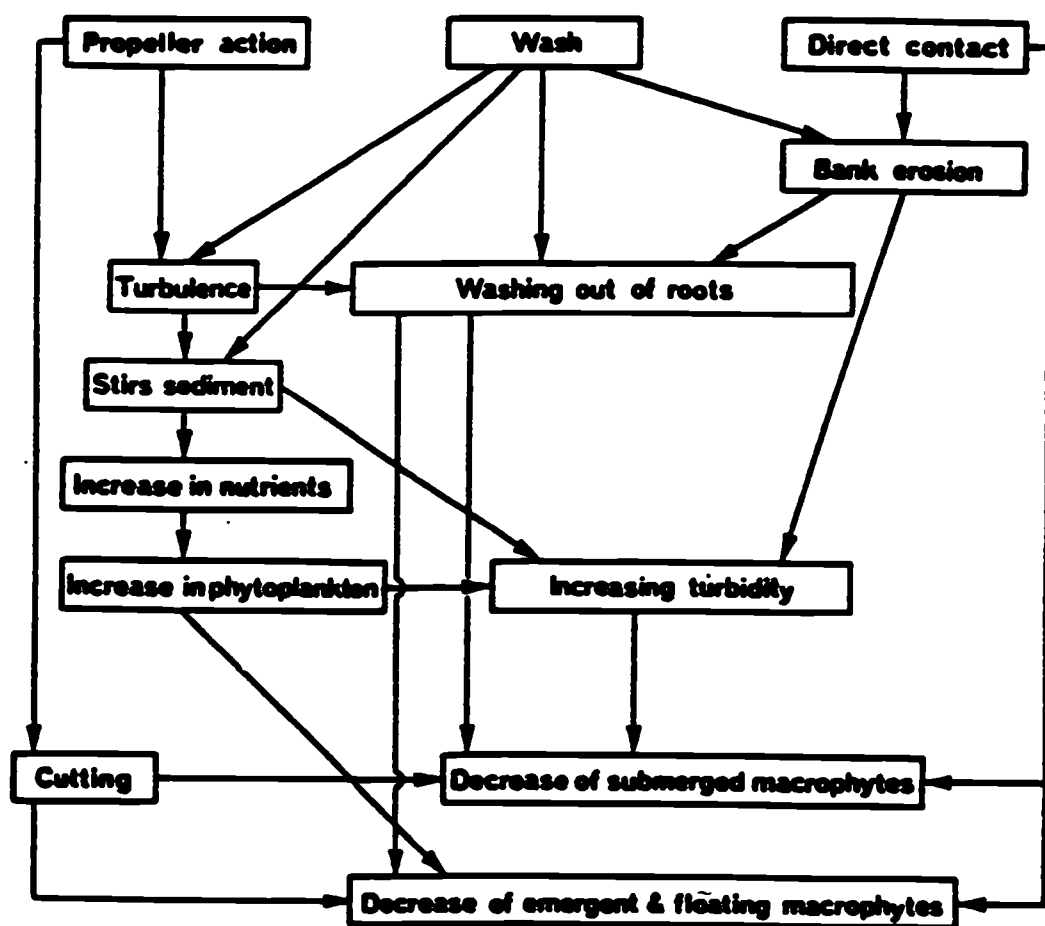 Propeller action
Wash
Direct contact
Bank erosion
Turbulence
Washing out of roots
Stirs sediment
Increase in nutrients
Increase in phytoplankten
Increasing turbidity
Cutting
Decrease of submerged macrophytes
Decrease of emergent & floating macrophytes